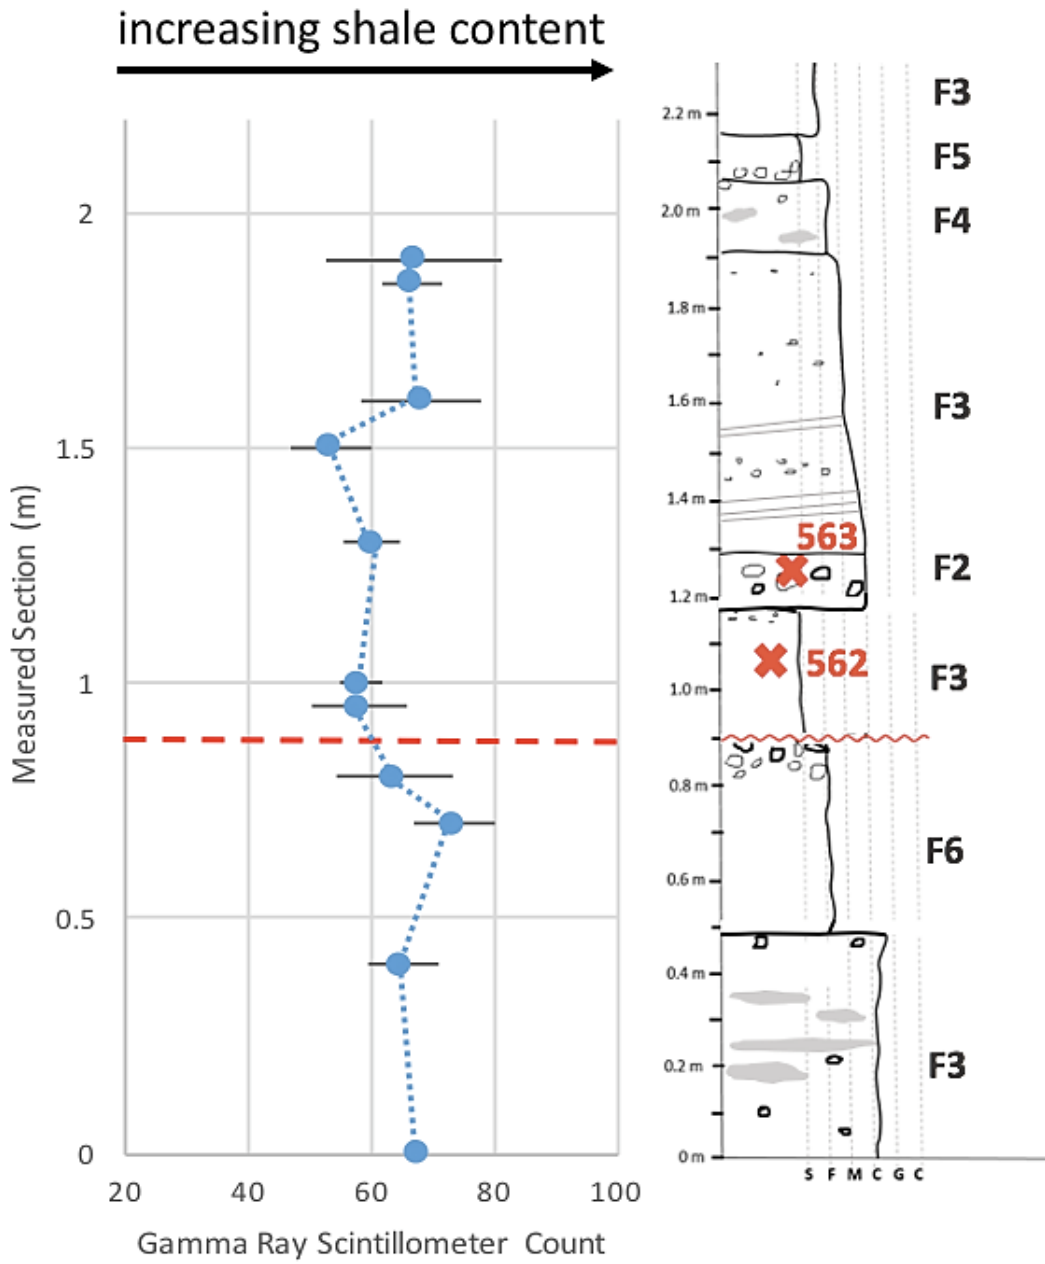 increasing shale content
2
1.5
1
0.5
0
Measured Section (m)
20 40 60 80 100
Gamma Ray Scintillometer Count
2.2 m
2.0 m
1.8 m
1.6 m
1.4 m
1.2 m
1.0 m
0.8 m
0.6 m
0.4 m
0.2 m
0 m
563
562
S F M C G C
F3
F5
F4
F3
F2
F3
F6
F3